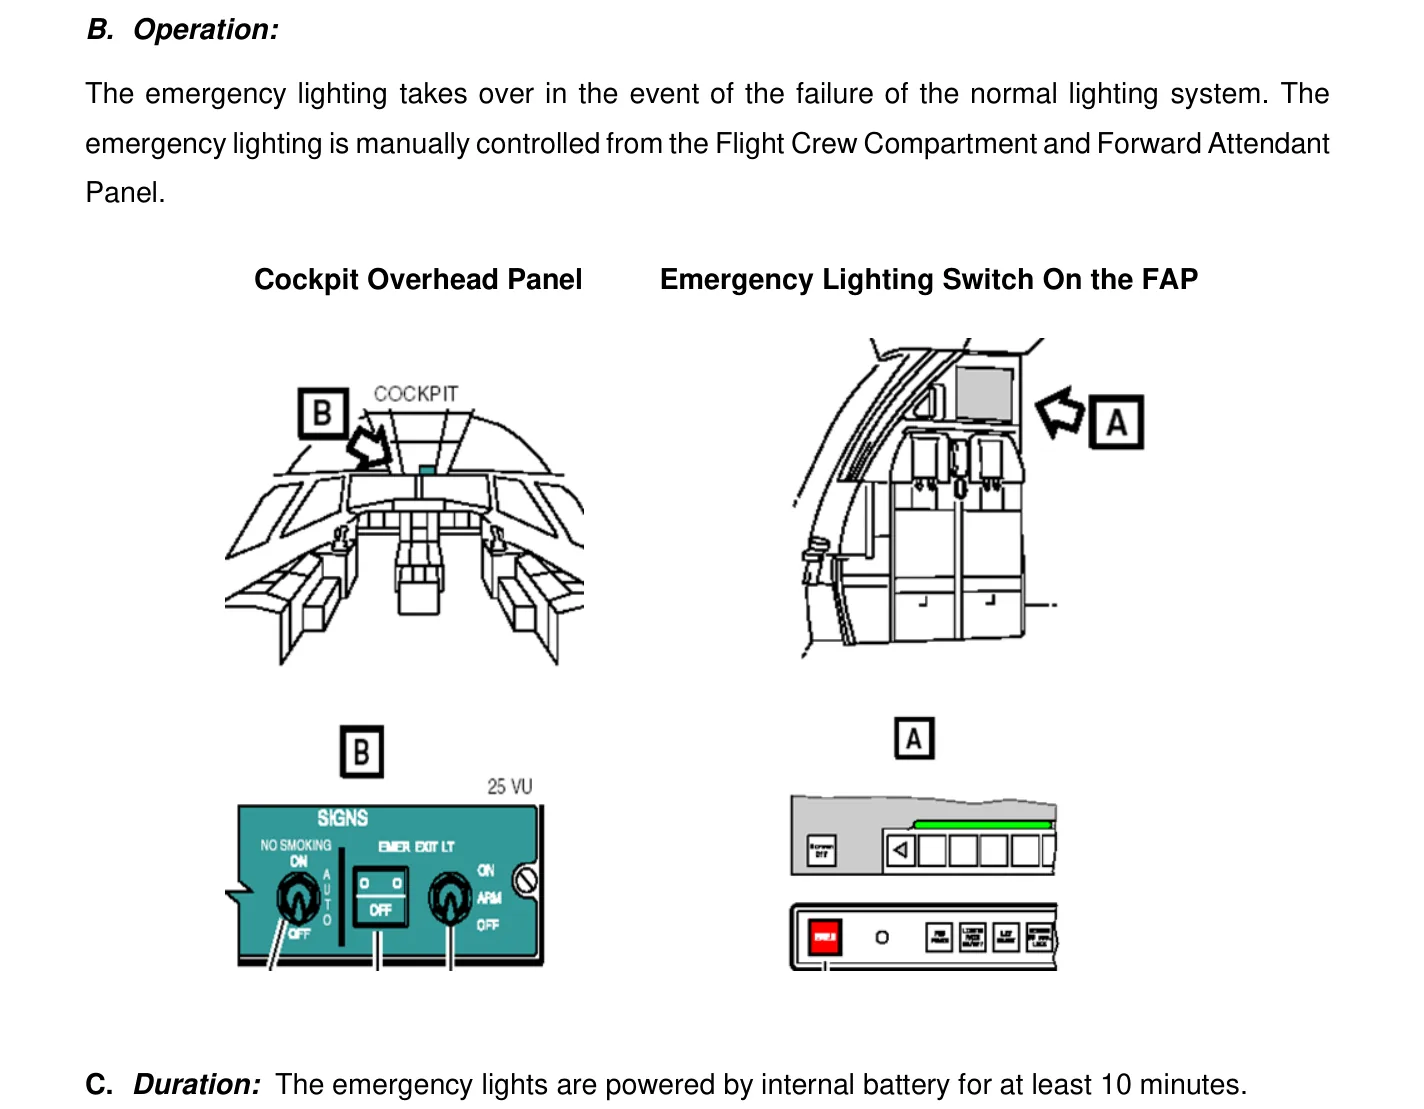 B. Operation:
The emergency lighting takes over in the event of the failure of the normal lighting system. The
emergency lighting is manually controlled from the Flight Crew Compartment and Forward Attendant
Panel.
Cockpit Overhead Panel Emergency Lighting Switch On the FAP
COCKPIT
B
A
B
A
25 VU
SIGNS
NO SMOKING
EMER EXIT LT
ON
AUTO
OFF
OFF
ON
ARM
OFF
Screen
Off
C. Duration: The emergency lights are powered by internal battery for at least 10 minutes.